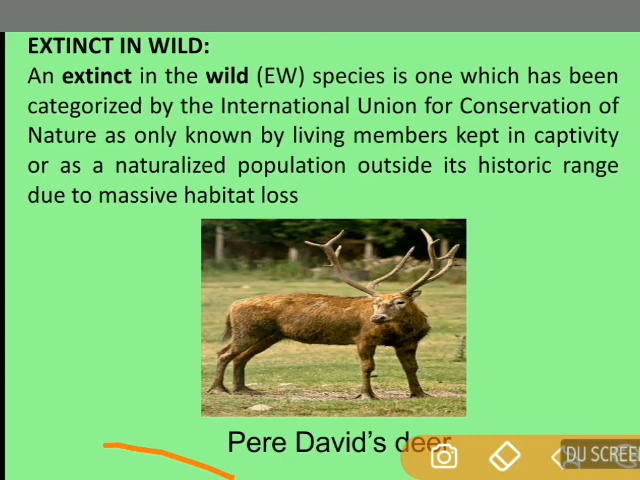 EXTINCT IN WILD:
An extinct in the wild (EW) species is one which has been
categorized by the International Union for Conservation of
Nature as only known by living members kept in captivity
or as a naturalized population outside its historic range
due to massive habitat loss
Pere David's deer
DU SCREE